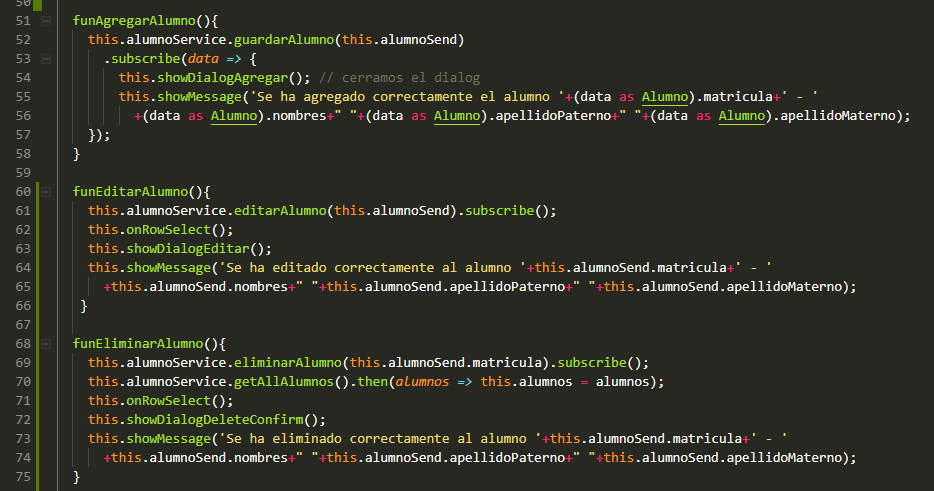 50
51 funAgregarAlumno(){
52 this.alumnoService.guardarAlumno(this.alumnoSend)
53 .subscribe(data => {
54 this.showDialogAgregar(); // cerramos el dialog
55 this.showMessage('Se ha agregado correctamente el alumno '+(data as Alumno).matricula+' - '
56 +(data as Alumno).nombres+" "+(data as Alumno).apellidoPaterno+" "+(data as Alumno).apellidoMaterno);
57 });
58 }
59
60 funEditarAlumno(){
61 this.alumnoService.editarAlumno(this.alumnoSend).subscribe();
62 this.onRowSelect();
63 this.showDialogEditar();
64 this.showMessage('Se ha editado correctamente al alumno '+this.alumnoSend.matricula+' - '
65 +this.alumnoSend.nombres+" "+this.alumnoSend.apellidoPaterno+" "+this.alumnoSend.apellidoMaterno);
66 }
67
68 funEliminarAlumno(){
69 this.alumnoService.eliminarAlumno(this.alumnoSend.matricula).subscribe();
70 this.alumnoService.getAllAlumnos().then(alumnos => this.alumnos = alumnos);
71 this.onRowSelect();
72 this.showDialogDeleteConfirm();
73 this.showMessage('Se ha eliminado correctamente al alumno '+this.alumnoSend.matricula+' - '
74 +this.alumnoSend.nombres+" "+this.alumnoSend.apellidoPaterno+" "+this.alumnoSend.apellidoMaterno);
75 }